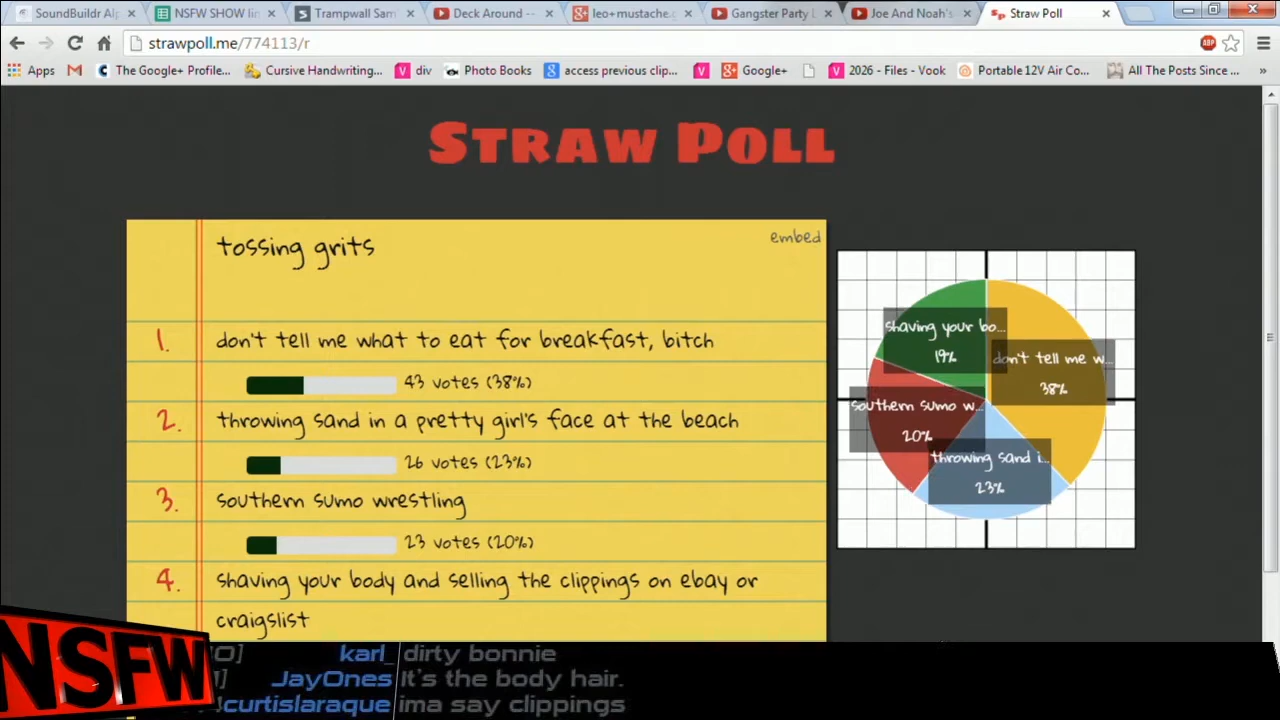 SoundBuildr Al
NSFW SHOW lin
Trampwall Sam
Deck Around --
leo+mustache.g
Gangster Party L
Joe And Noah's
Straw Poll
strawpoll.me/774113/r
ABP
Apps
The Google+ Profile...
Cursive Handwriting...
div
Photo Books
access previous clip...
Google+
2026 - Files - Vook
Portable 12V Air Co...
All The Posts Since ...
STRAW POLL
tossing grits
embed
1. don't tell me what to eat for breakfast, bitch
43 votes (38%)
2. throwing sand in a pretty girl's face at the beach
26 votes (23%)
3. southern sumo wrestling
23 votes (20%)
4. shaving your body and selling the clippings on ebay or
craigslist
shaving your bo...
19%
don't tell me w...
38%
southern sumo w...
20%
throwing sand i...
23%
NSFW
karl_ dirty bonnie
JayOnes It's the body hair.
curtislaraque ima say clippings